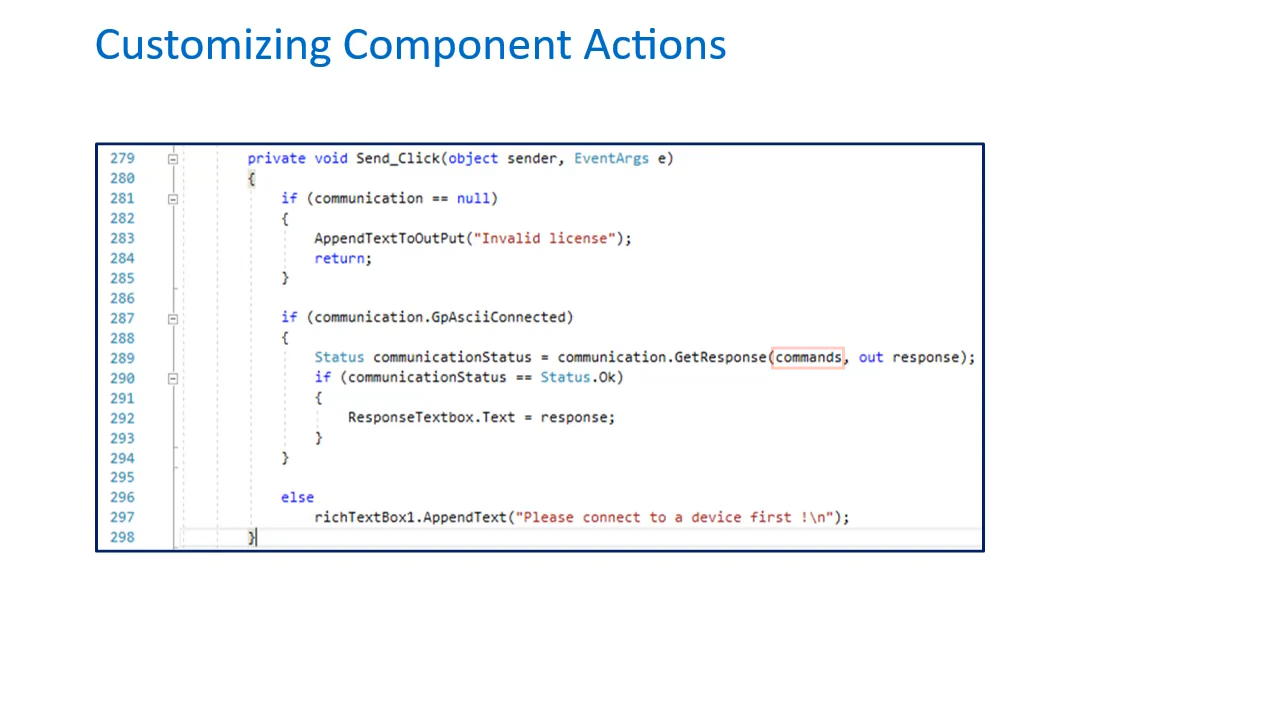 Customizing Component Actions
279 private void Send_Click(object sender, EventArgs e)
280 {
281 if (communication == null)
282 {
283 AppendTextToOutPut("Invalid license");
284 return;
285 }
286
287 if (communication.GpAsciiConnected)
288 {
289 Status communicationStatus = communication.GetResponse(commands, out response);
290 if (communicationStatus == Status.Ok)
291 {
292 ResponseTextbox.Text = response;
293 }
294 }
295
296 else
297 richTextBox1.AppendText("Please connect to a device first !\n");
298 }